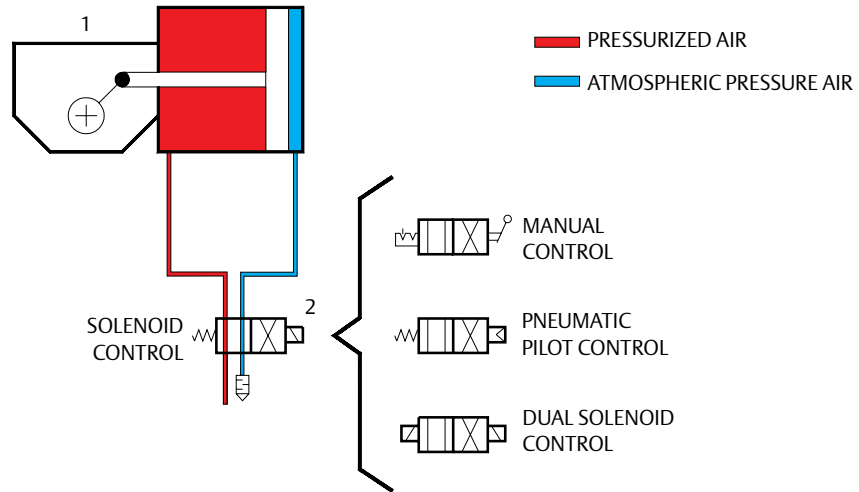 1
PRESSURIZED AIR
ATMOSPHERIC PRESSURE AIR
2
SOLENOID
CONTROL
MANUAL
CONTROL
PNEUMATIC
PILOT CONTROL
DUAL SOLENOID
CONTROL